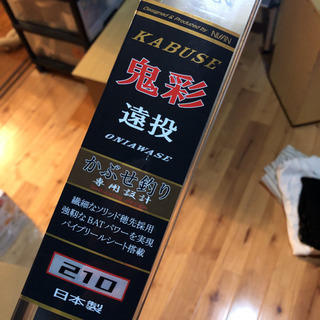 Designed & Produced by
KABUSE
鬼彩
遠投
ONIAWASE
かぶせ釣り
専用設計
繊細なソリッド穂先採用
強靭なBATパワーを実現
パイプリールシート搭載
210
日本製